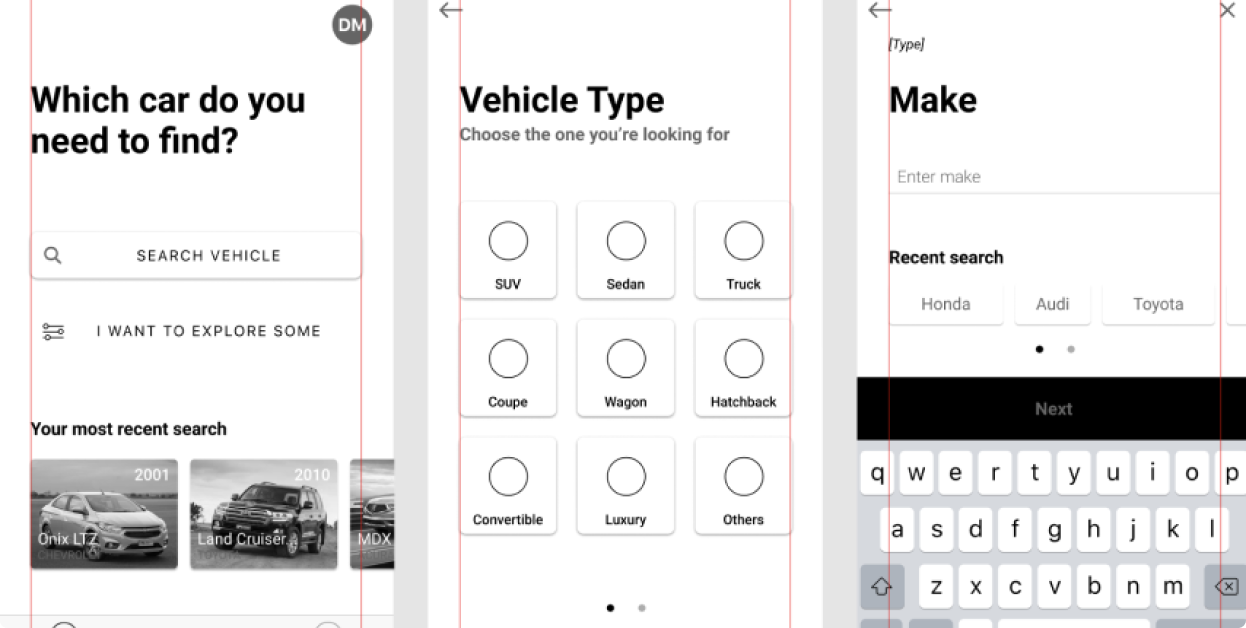 DM
Which car do you
need to find?
SEARCH VEHICLE
I WANT TO EXPLORE SOME
Your most recent search
2001
Onix LTZ
CHEVROLET
2010
Land Cruiser
TOYOTA
MDX
Vehicle Type
Choose the one you're looking for
SUV
Sedan
Truck
Coupe
Wagon
Hatchback
Convertible
Luxury
Others
[Type]
Make
Enter make
Recent search
Honda
Audi
Toyota
Next
q w e r t y u i o p
a s d f g h j k l
z x c v b n m